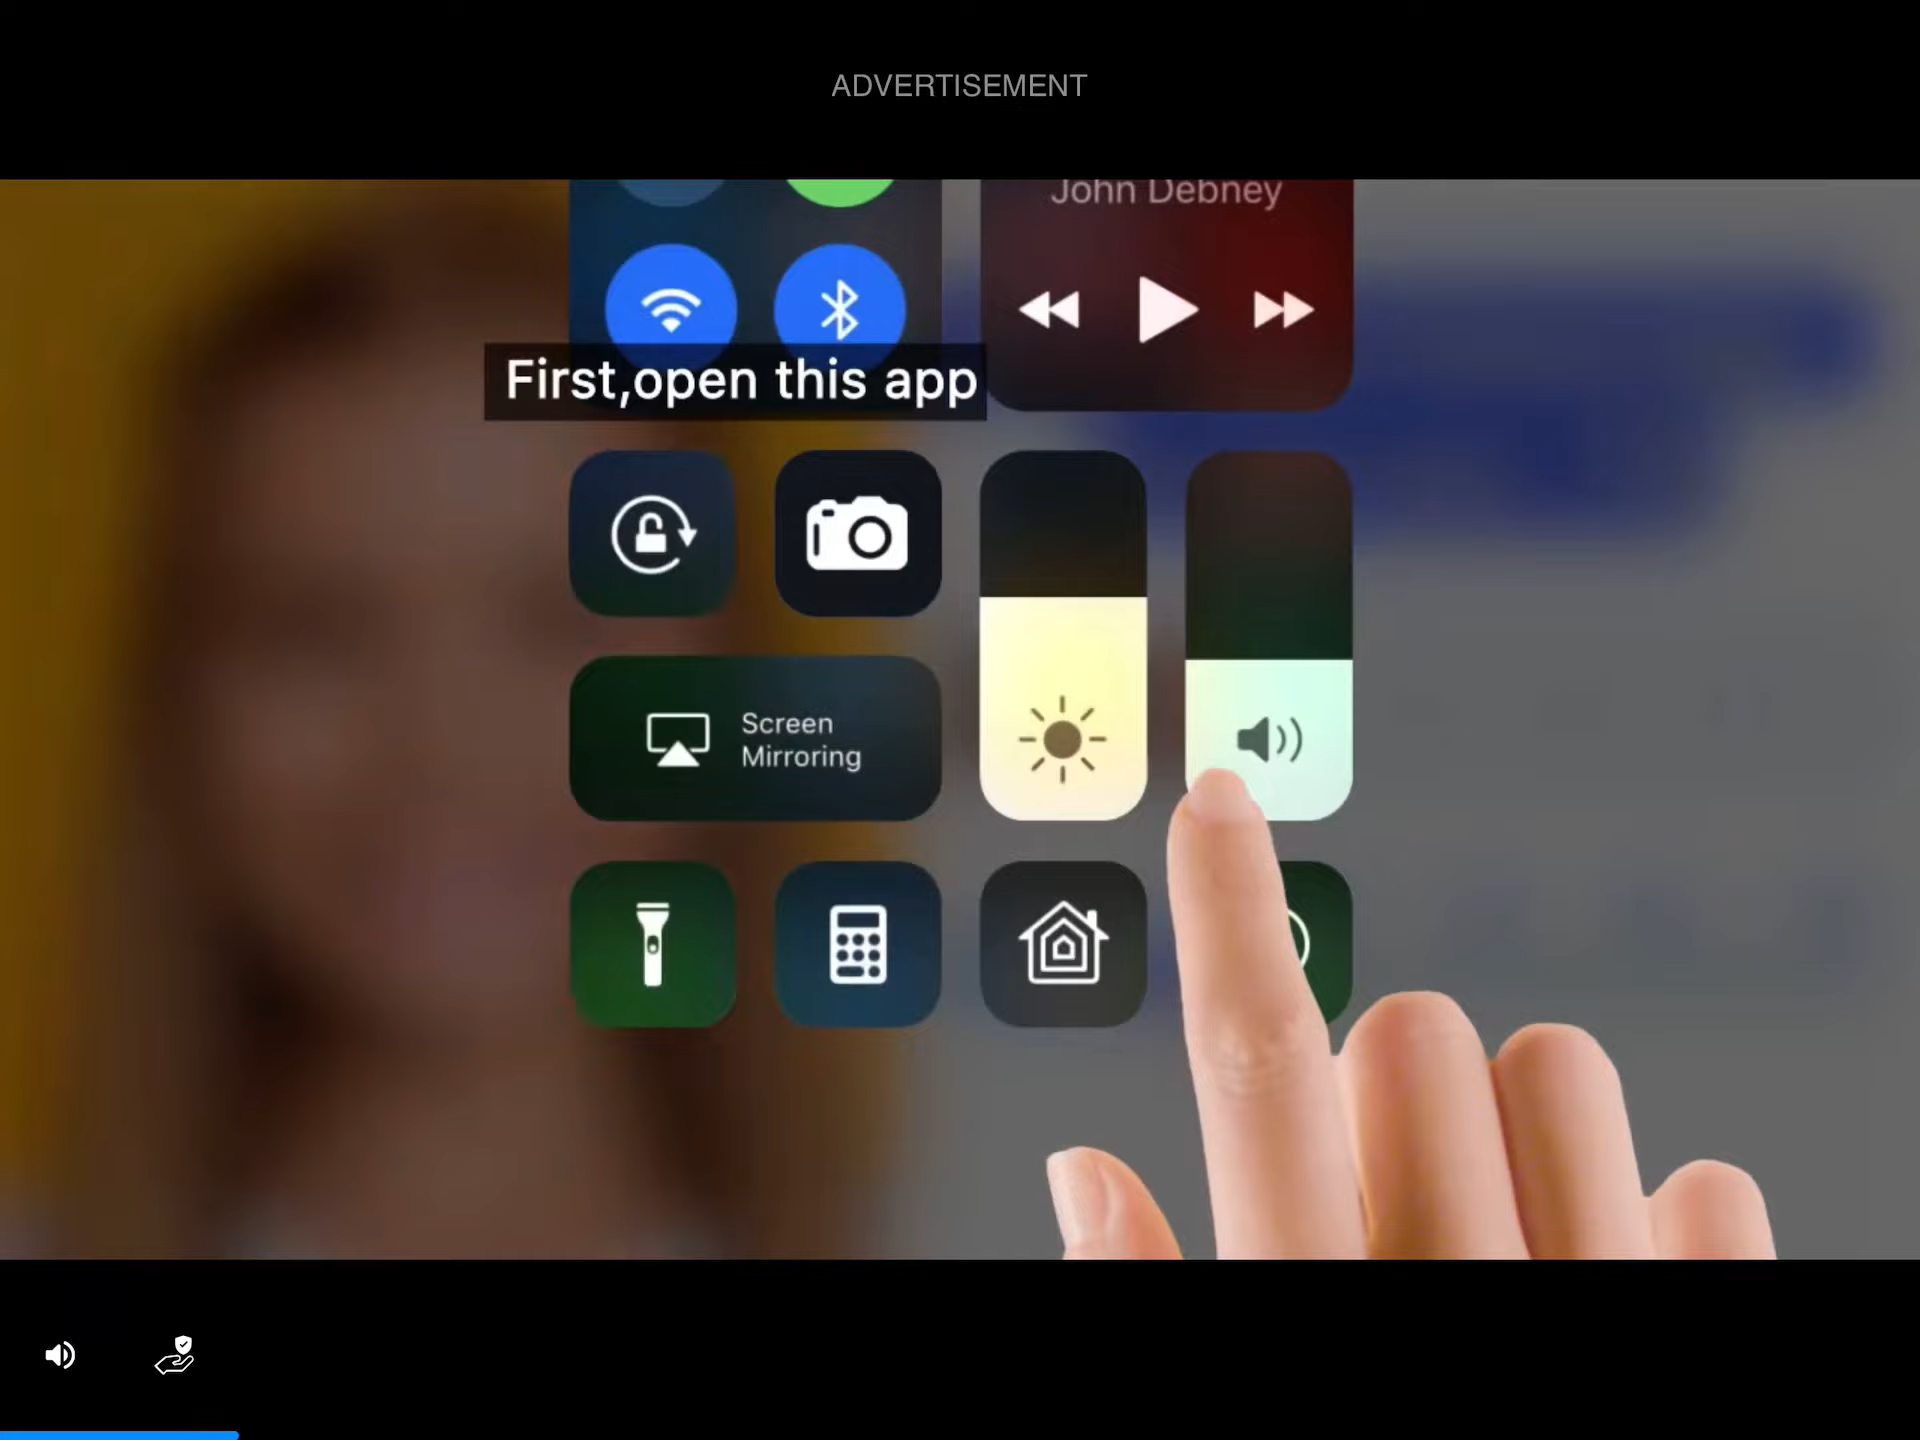 ADVERTISEMENT
John Debney
First,open this app
Screen
Mirroring